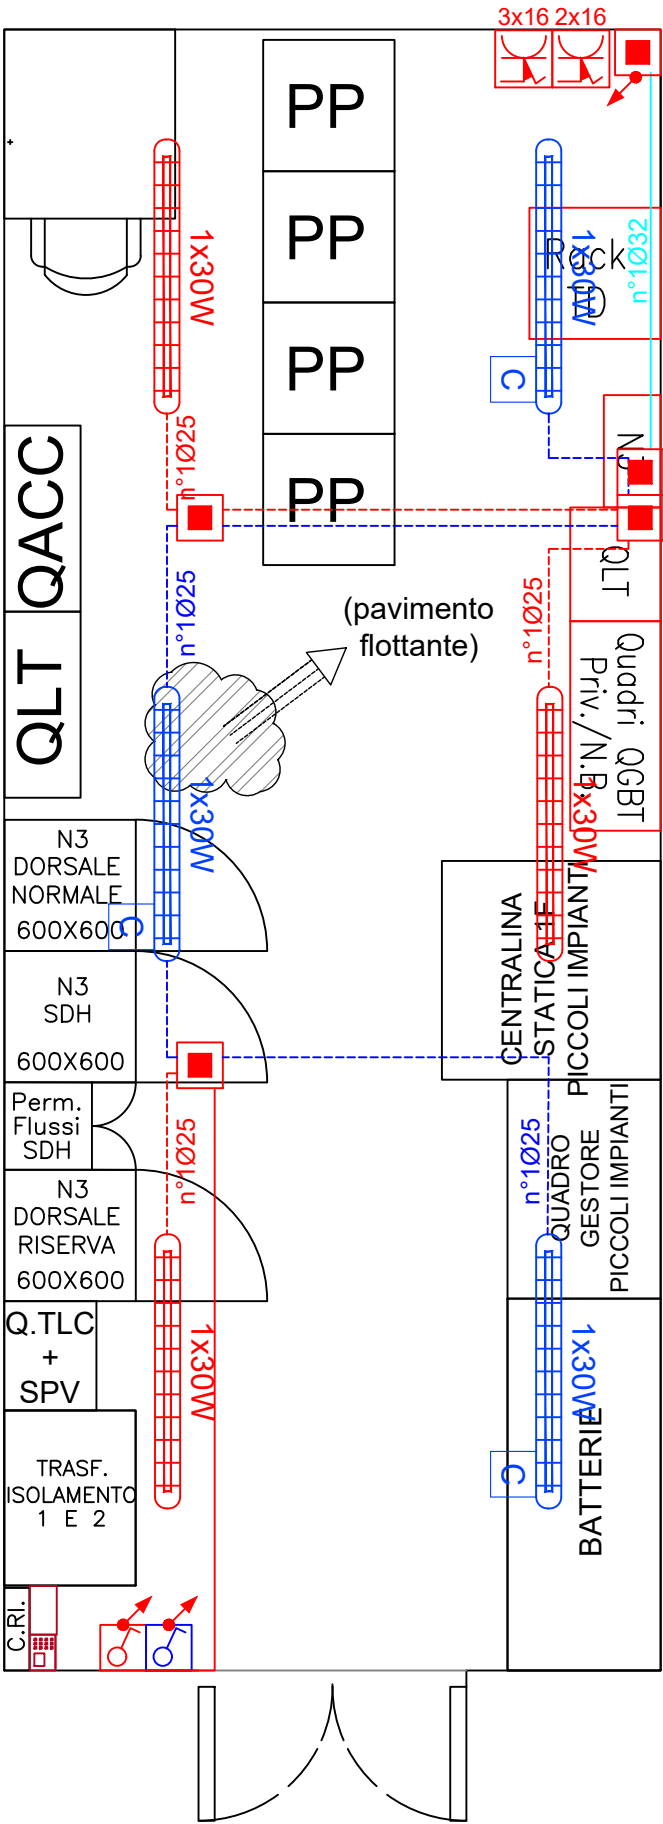 3x16 2x16
PP
1x30W
PP
1x30W
Rack
TD
n°1Ø32
PP
C
QACC
n°1Ø25
PP
QLT
n°1Ø25
(pavimento
flottante)
n°1Ø25
QLT
Quadri QGBT
Priv./N.B.
1x30W
1x30W
N3
DORSALE
NORMALE
600X600
C
CENTRALINA
STATICA 1F
PICCOLI IMPIANTI
N3
SDH
600X600
Perm.
Flussi
SDH
n°1Ø25
n°1Ø25
QUADRO
GESTORE
PICCOLI IMPIANTI
N3
DORSALE
RISERVA
600X600
Q.TLC
+
SPV
1x30W
1x30W
BATTERIE
C
TRASF.
ISOLAMENTO
1 E 2
C.RI.